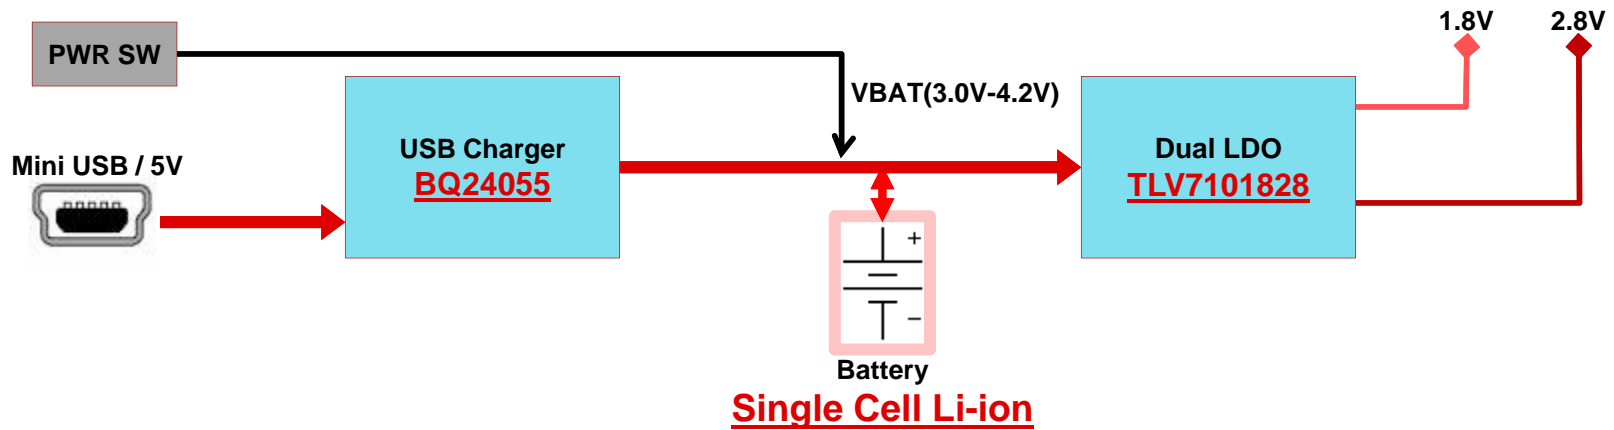 1.8V
2.8V
PWR SW
VBAT(3.0V-4.2V)
USB Charger
BQ24055
Dual LDO
TLV7101828
Mini USB / 5V
+
−
Battery
Single Cell Li-ion